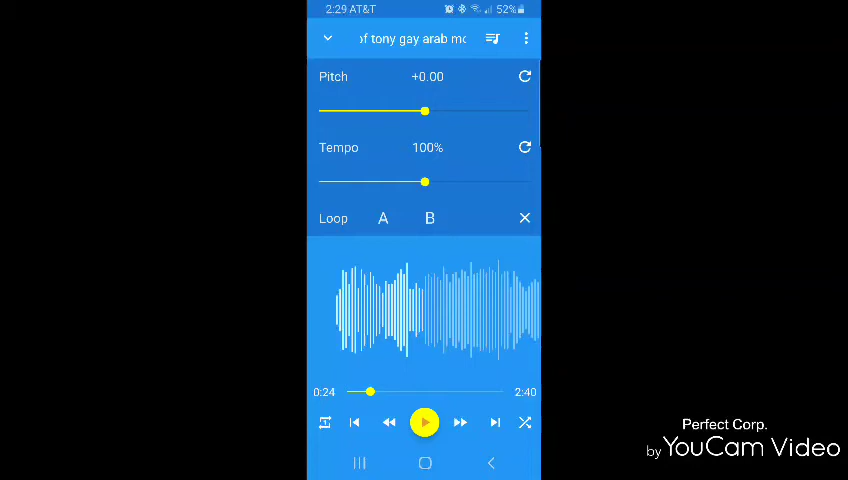 2:29 AT&T 52%
of tony gay arab mo
Pitch +0.00
Tempo 100%
Loop A B
0:24 2:40
Perfect Corp.
by YouCam Video